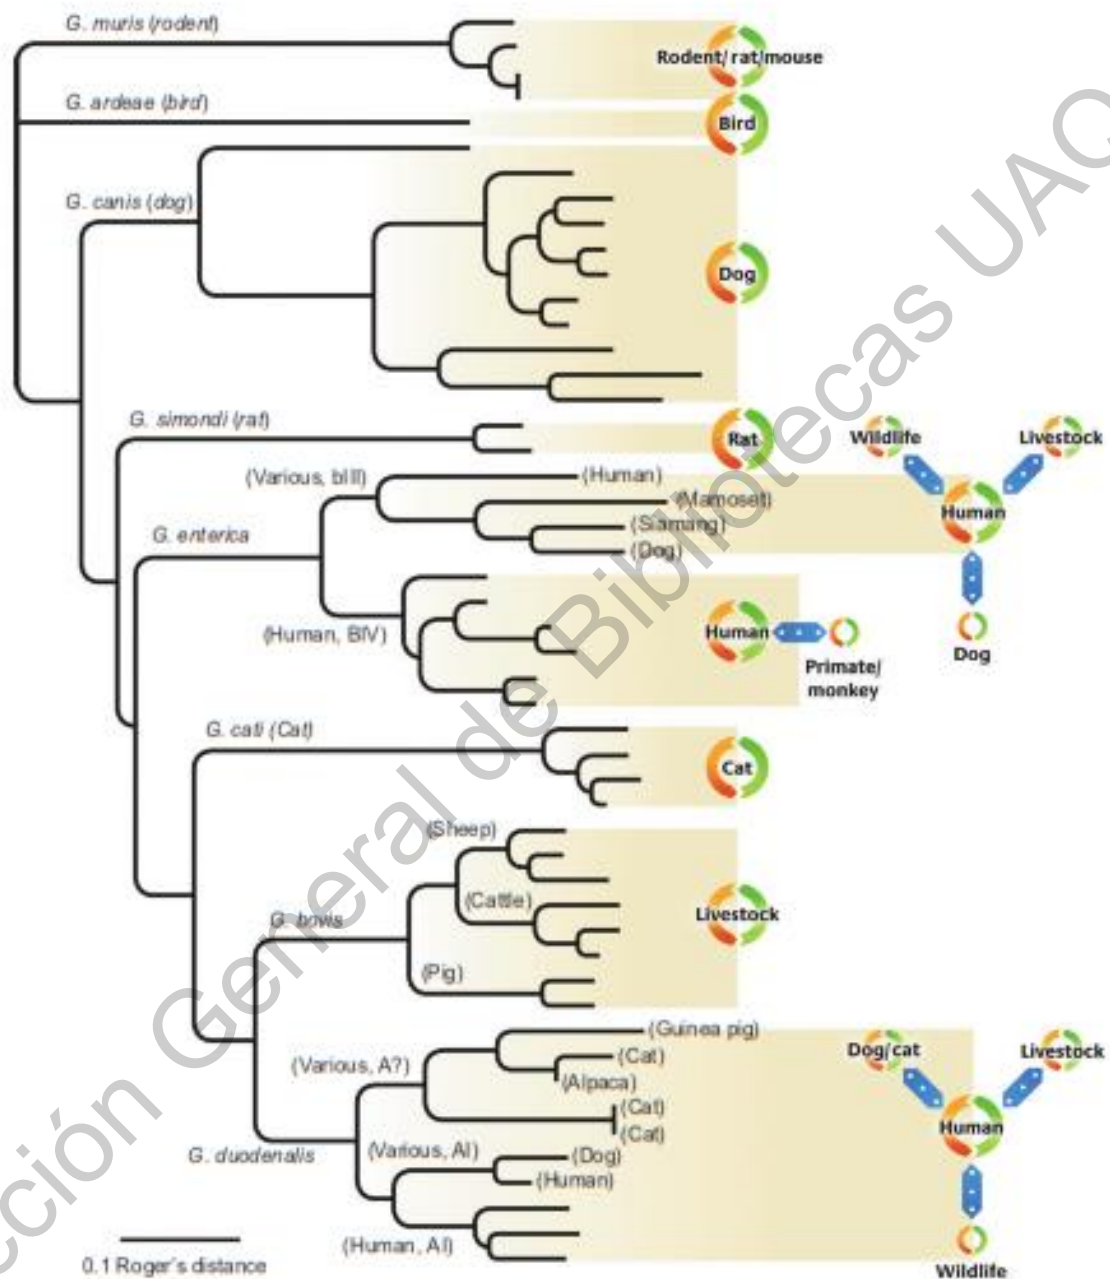 G. muris (rodent)
Rodent/rat/mouse
G. ardeae (bird)
Bird
G. canis (dog)
Dog
G. simondi (rat)
Rat
Wildlife
Livestock
(Various, bIII)
(Human)
(Mamoset)
Human
(Siamang)
G. enterica
(Dog)
(Human, BIV)
Human
Primate/
monkey
Dog
G. cati (Cat)
Cat
(Sheep)
(Cattle)
Livestock
G. bovis
(Pig)
(Guinea pig)
Dog/cat
Livestock
(Various, A?)
(Cat)
(Alpaca)
(Cat)
Human
(Cat)
G. duodenalis
(Various, AI)
(Dog)
(Human)
(Human, AI)
0.1 Roger's distance
Wildlife
cción General de Bibliotecas UAQ